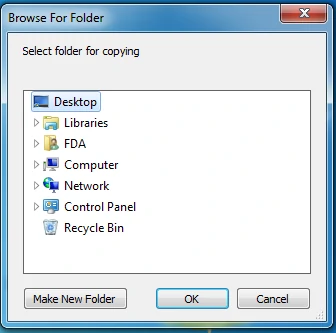 Browse For Folder
Select folder for copying
Desktop
Libraries
FDA
Computer
Network
Control Panel
Recycle Bin
Make New Folder
OK
Cancel